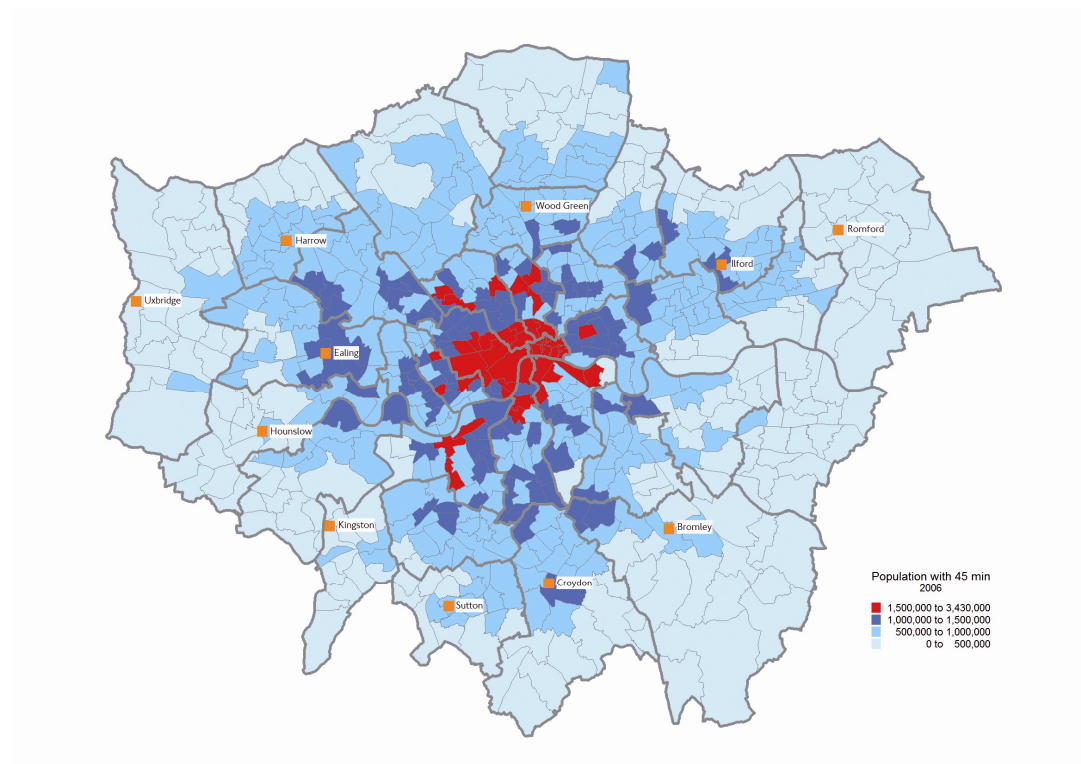 Wood Green
Romford
Harrow
Ilford
Uxbridge
Ealing
Hounslow
Kingston
Bromley
Croydon
Sutton
Population with 45 min
2006
1,500,000 to 3,430,000
1,000,000 to 1,500,000
500,000 to 1,000,000
0 to 500,000